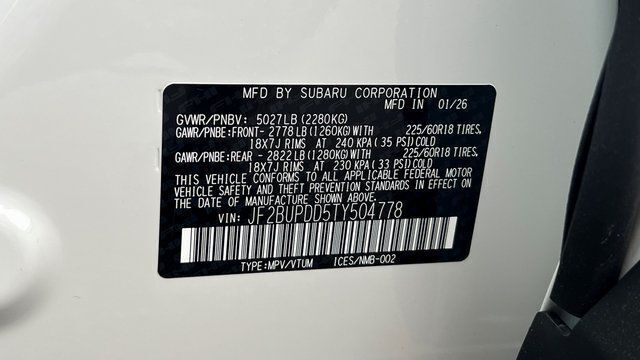 MFD BY SUBARU CORPORATION
MFD IN 01/26
GVWR/PNBV: 5027LB (2280KG)
GAWR/PNBE:FRONT- 2778 LB (1260KG)WITH 225/60R18 TIRES.
18X7J RIMS AT 240 KPA (35 PSI)COLD
GAWR/PNBE:REAR - 2822 LB (1280KG)WITH 225/60R18 TIRES.
18X7J RIMS AT 230 KPA (33 PSI)COLD
THIS VEHICLE CONFORMS TO ALL APPLICABLE FEDERAL MOTOR
VEHICLE SAFETY AND THEFT PREVENTION STANDARDS IN EFFECT
ON THE DATE OF MANUFACTURE SHOWN ABOVE.
VIN: JF2BUPDD5TY504778
TYPE:MPV/VTUM ICES/NMB-002